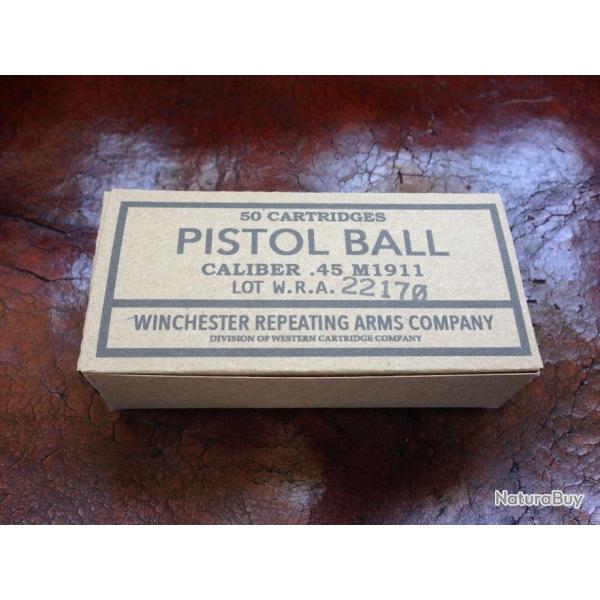 50 CARTRIDGES
PISTOL BALL
CALIBER .45 M1911
LOT W.R.A. 22170
WINCHESTER REPEATING ARMS COMPANY
DIVISION OF WESTERN CARTRIDGE COMPANY
NaturaBuy